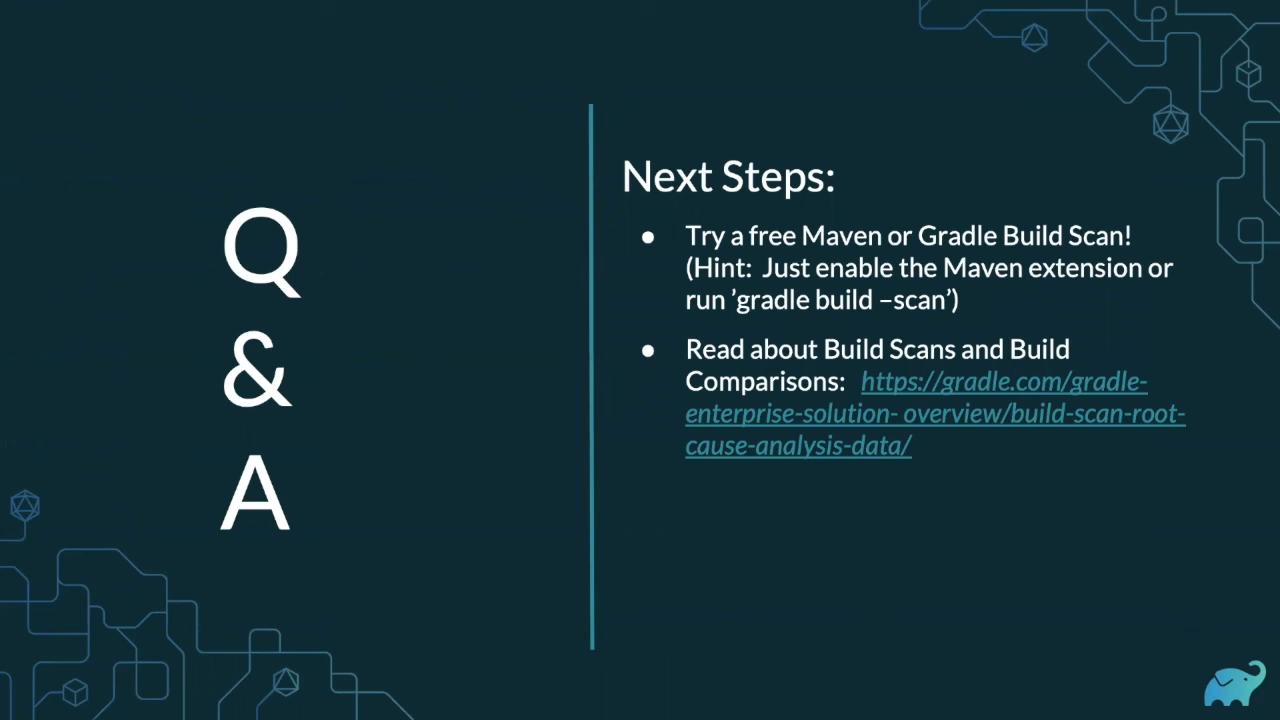 Q
&
A
Next Steps:
● Try a free Maven or Gradle Build Scan!
(Hint:  Just enable the Maven extension or
run ’gradle build –scan’)
● Read about Build Scans and Build
Comparisons:  https://gradle.com/gradle-
enterprise-solution- overview/build-scan-root-
cause-analysis-data/